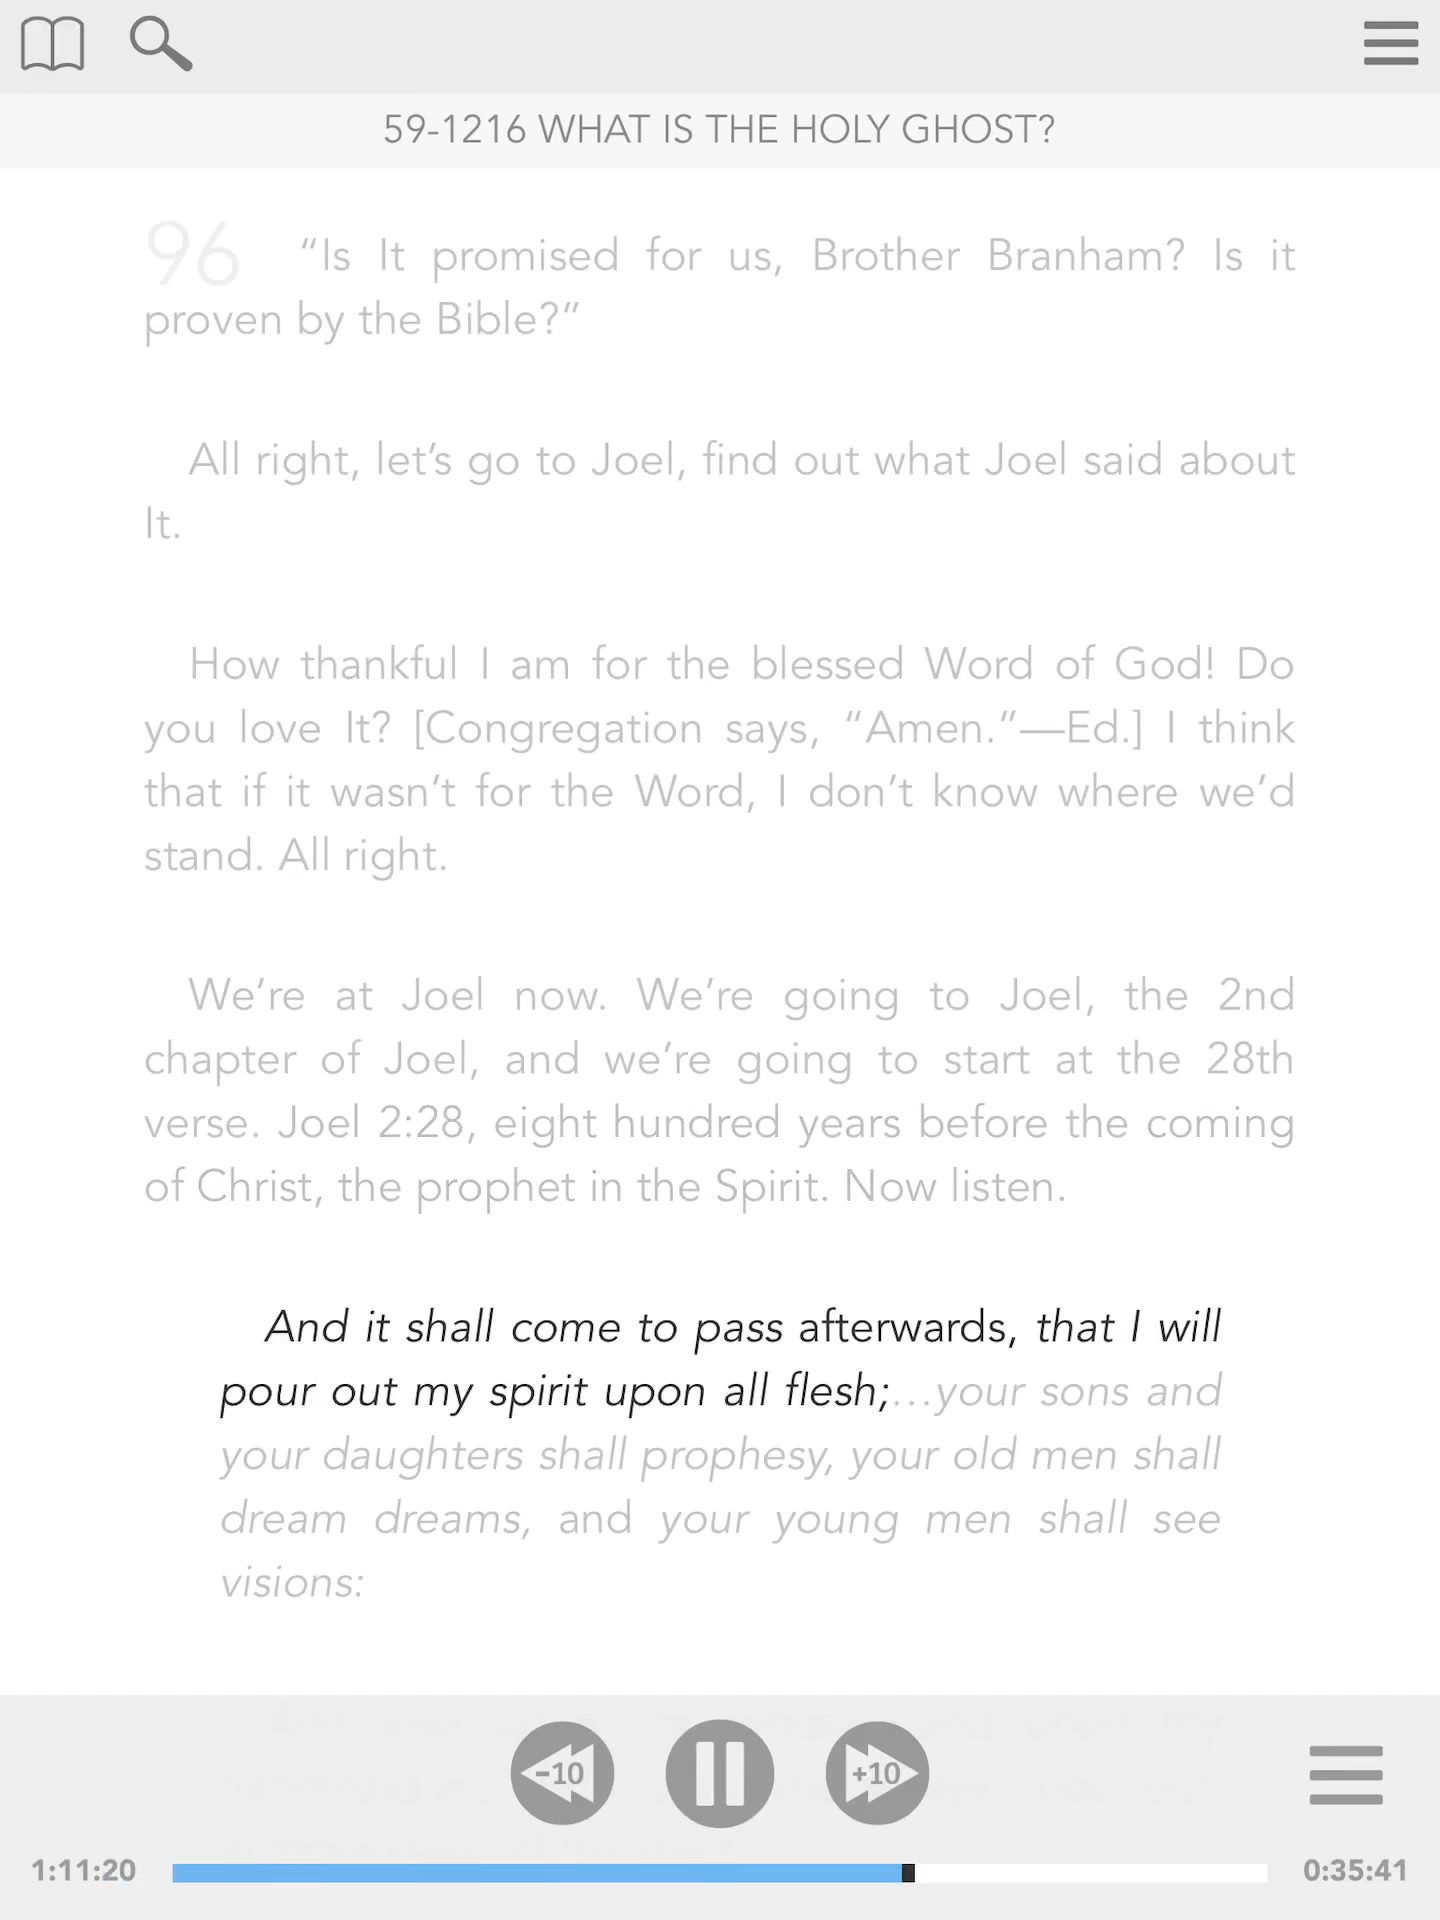 59-1216 WHAT IS THE HOLY GHOST?
96 “Is It promised for us, Brother Branham? Is it
proven by the Bible?”
All right, let’s go to Joel, find out what Joel said about
It.
How thankful I am for the blessed Word of God! Do
you love It? [Congregation says, “Amen.”—Ed.] I think
that if it wasn’t for the Word, I don’t know where we’d
stand. All right.
We’re at Joel now. We’re going to Joel, the 2nd
chapter of Joel, and we’re going to start at the 28th
verse. Joel 2:28, eight hundred years before the coming
of Christ, the prophet in the Spirit. Now listen.
And it shall come to pass afterwards, that I will
pour out my spirit upon all flesh;…your sons and
your daughters shall prophesy, your old men shall
dream dreams, and your young men shall see
visions:
-10
+10
1:11:20
0:35:41